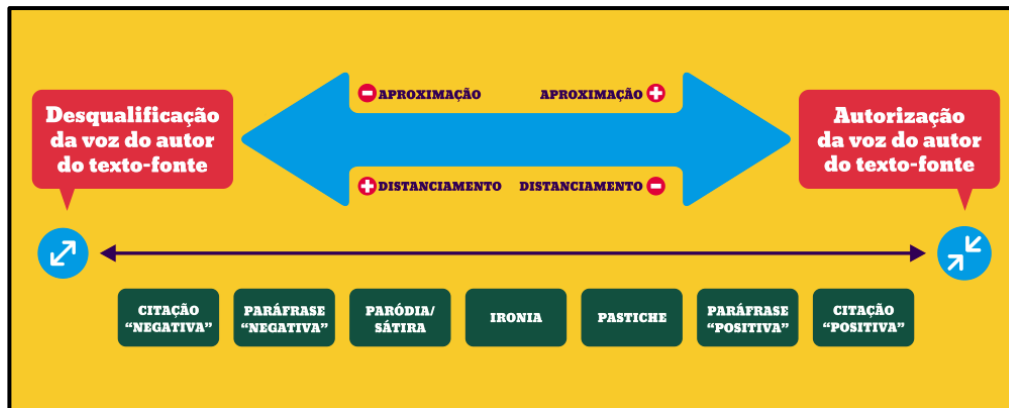 − APROXIMAÇÃO
APROXIMAÇÃO +
Desqualificação
da voz do autor
do texto-fonte
Autorização
da voz do autor
do texto-fonte
+ DISTANCIAMENTO
DISTANCIAMENTO −
CITAÇÃO
“NEGATIVA”
PARÁFRASE
“NEGATIVA”
PARÓDIA/
SÁTIRA
IRONIA
PASTICHE
PARÁFRASE
“POSITIVA”
CITAÇÃO
“POSITIVA”